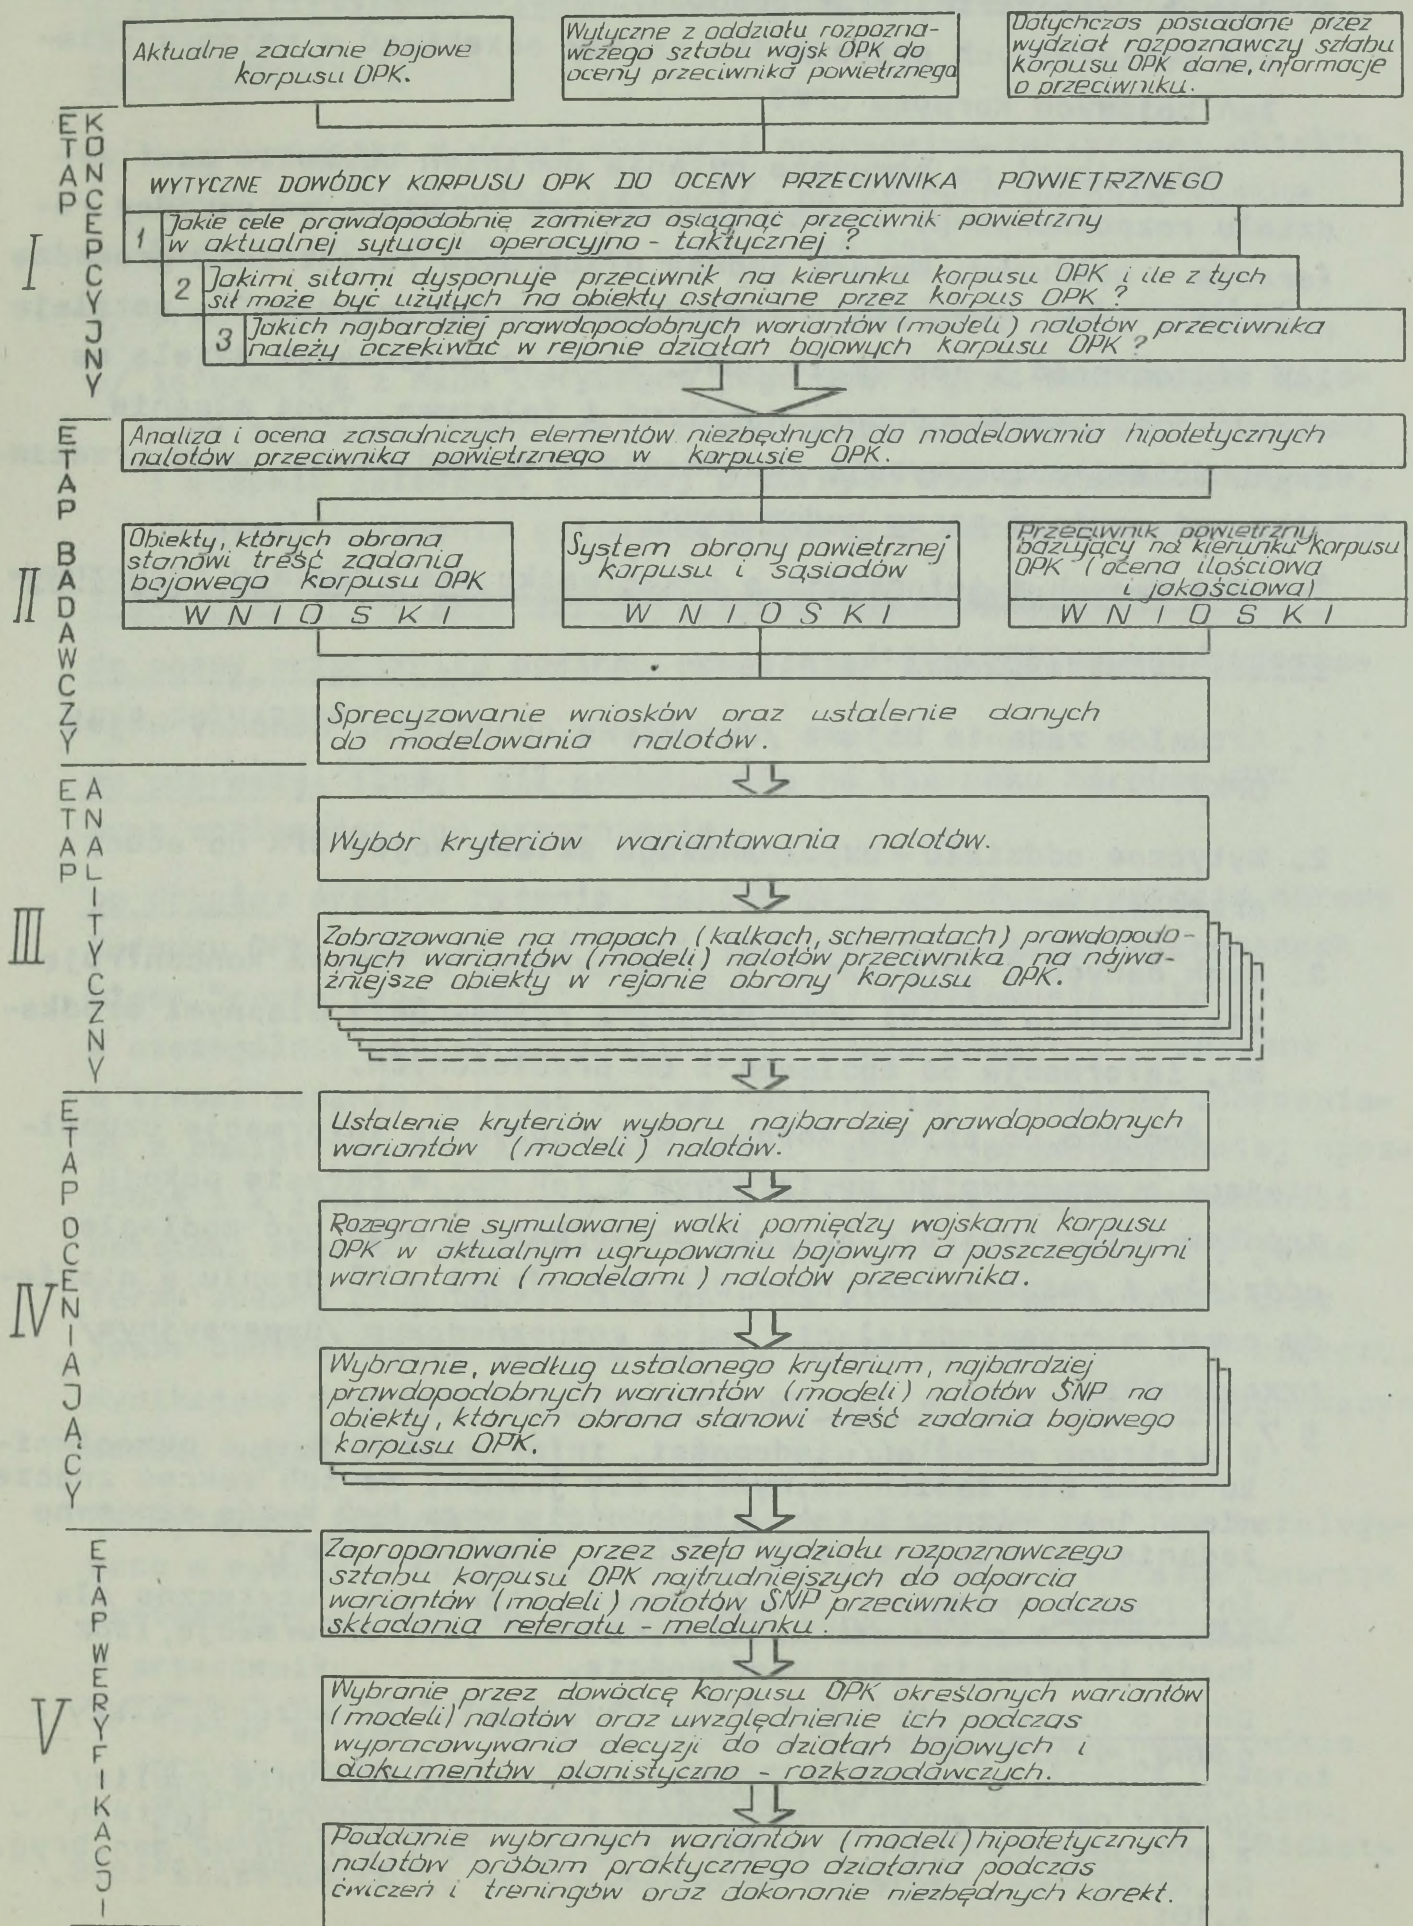 Aktualne zadanie bojowe
korpusu OPK.
Wytyczne z oddziału rozpozna-
wczego sztabu wojsk OPK do
oceny przeciwnika powietrznego
Dotychczas posiadane przez
wydział rozpoznawczy sztabu
korpusu OPK dane, informacje
o przeciwniku.
I
ETAP
KONCEPCYJNY
WYTYCZNE DOWÓDCY KORPUSU OPK DO OCENY PRZECIWNIKA POWIETRZNEGO
1
Jakie cele prawdopodobnie zamierza osiągnąć przeciwnik powietrzny
w aktualnej sytuacji operacyjno - taktycznej ?
2
Jakimi siłami dysponuje przeciwnik na kierunku korpusu OPK i ile z tych
sił może być użytych na obiekty osłaniane przez korpus OPK ?
3
Jakich najbardziej prawdopodobnych wariantów (modeli) nalotów przeciwnika
należy oczekiwać w rejonie działań bojowych korpusu OPK ?
II
ETAP BADAWCZY
Analiza i ocena zasadniczych elementów niezbędnych do modelowania hipotetycznych
nalotów przeciwnika powietrznego w korpusie OPK.
Obiekty, których obrona
stanowi treść zadania
bojowego korpusu OPK
WNIOSKI
System obrony powietrznej
korpusu i sąsiadów
WNIOSKI
Przeciwnik powietrzny
bazujący na kierunku korpusu
OPK (ocena ilościowa
i jakościowa)
WNIOSKI
Sprecyzowanie wniosków oraz ustalenie danych
do modelowania nalotów.
III
ETAP
ANALITYCZNY
Wybór kryteriów wariantowania nalotów.
Zobrazowanie na mapach (kalkach, schematach) prawdopodo-
bnych wariantów (modeli) nalotów przeciwnika na najwa-
żniejsze obiekty w rejonie obrony korpusu OPK.
IV
ETAP OCENIAJĄCY
Ustalenie kryteriów wyboru najbardziej prawdopodobnych
wariantów (modeli) nalotów.
Rozegranie symulowanej walki pomiędzy wojskami korpusu
OPK w aktualnym ugrupowaniu bojowym a poszczególnymi
wariantami (modelami) nalotów przeciwnika.
Wybranie, według ustalonego kryterium, najbardziej
prawdopodobnych wariantów (modeli) nalotów ŚNP na
obiekty, których obrona stanowi treść zadania bojowego
korpusu OPK.
V
ETAP WERYFIKACJI
Zaproponowanie przez szefa wydziału rozpoznawczego
sztabu korpusu OPK najtrudniejszych do odparcia
wariantów (modeli) nalotów ŚNP przeciwnika podczas
składania referatu - meldunku.
Wybranie przez dowódcę korpusu OPK określonych wariantów
(modeli) nalotów oraz uwzględnienie ich podczas
wypracowywania decyzji do działań bojowych i
dokumentów planistyczno - rozkazodawczych.
Poddanie wybranych wariantów (modeli) hipotetycznych
nalotów próbom praktycznego działania podczas
ćwiczeń i treningów oraz dokonanie niezbędnych korekt.